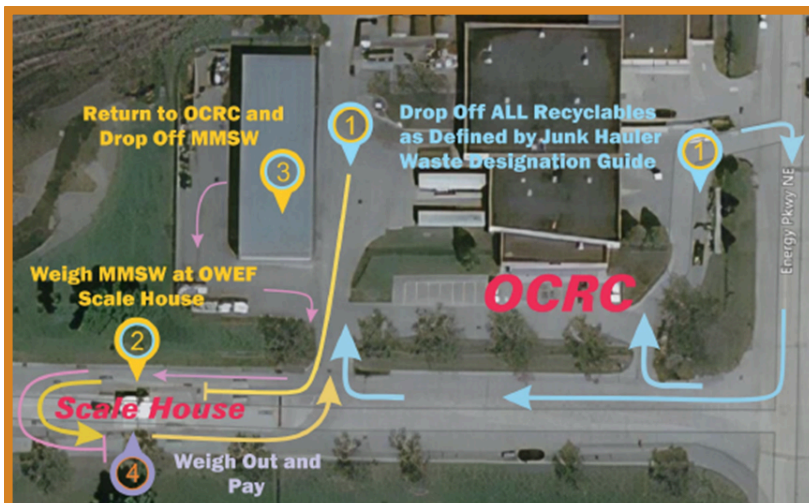 Return to OCRC and
Drop Off MMSW
1
Drop Off ALL Recyclables
as Defined by Junk Hauler
Waste Designation Guide
1
3
Energy Pkwy NE
Weigh MMSW at OWEF
Scale House
OCRC
2
Scale House
4
Weigh Out and
Pay